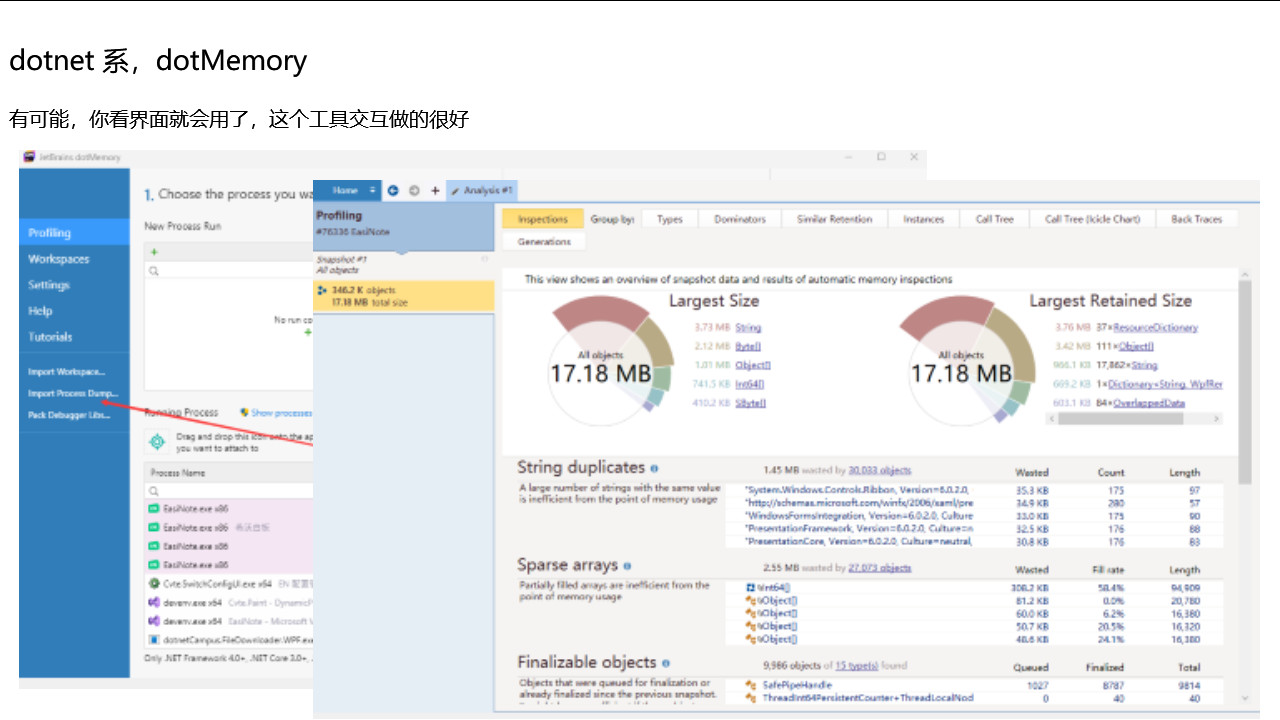 dotnet 系，dotMemory
有可能，你看界面就会用了，这个工具交互做的很好
JetBrains dotMemory
Profiling
Workspaces
Settings
Help
Tutorials
Import Workspace...
Import Process Dump...
Pack Debugger Libs...
1. Choose the process you wa
New Process Run
No run co
Running Process
Show processes
Drag and drop this icon onto the ap
you want to attach to
Process Name
EasiNote.exe x86
EasiNote.exe x86 希沃白板
EasiNote.exe x86
EasiNote.exe x86
Cvte.SwitchConfigUI.exe x64 EN 配置
devenv.exe x64 Cvte.Paint - DynamicP
devenv.exe x64 EasiNote - Microsoft V
dotnetCampus.FileDownloader.WPF.exe
Only .NET Framework 4.0+, .NET Core 3.0+,
Home
Analysis #1
Profiling
#76336 EasiNote
Snapshot #1
All objects
346.2 K objects
17.18 MB total size
Inspections
Group by:
Types
Dominators
Similar Retention
Instances
Call Tree
Call Tree (Icicle Chart)
Back Traces
Generations
This view shows an overview of snapshot data and results of automatic memory inspections
Largest Size
All objects
17.18 MB
3.73 MB String
2.12 MB Byte[]
1.01 MB Object[]
741.5 KB Int64[]
410.2 KB SByte[]
Largest Retained Size
All objects
17.18 MB
3.76 MB 37×ResourceDictionary
3.42 MB 111×Object[]
966.1 KB 17,862×String
669.2 KB 1×Dictionary<String, WpfRer
603.1 KB 84×OverlappedData
String duplicates
1.45 MB wasted by 30,033 objects
Wasted Count Length
A large number of strings with the same value
is inefficient from the point of memory usage
"System.Windows.Controls.Ribbon, Version=6.0.2.0, 35.3 KB 175 97
"http://schemas.microsoft.com/winfx/2006/xaml/pre 34.9 KB 280 57
"WindowsFormsIntegration, Version=6.0.2.0, Culture 33.0 KB 175 90
"PresentationFramework, Version=6.0.2.0, Culture=n 32.5 KB 176 88
"PresentationCore, Version=6.0.2.0, Culture=neutral, 30.8 KB 176 83
Sparse arrays
2.55 MB wasted by 27,073 objects
Wasted Fill rate Length
Partially filled arrays are inefficient from the
point of memory usage
Int64[] 308.2 KB 58.4% 94,909
Object[] 81.2 KB 0.0% 20,780
Object[] 60.0 KB 6.2% 16,380
Object[] 50.7 KB 20.5% 16,320
Object[] 48.6 KB 24.1% 16,380
Finalizable objects
9,986 objects of 15 type(s) found
Queued Finalized Total
Objects that were queued for finalization or
already finalized since the previous snapshot.
SafePipeHandle 1027 8787 9814
ThreadInt64PersistentCounter+ThreadLocalNod 0 40 40